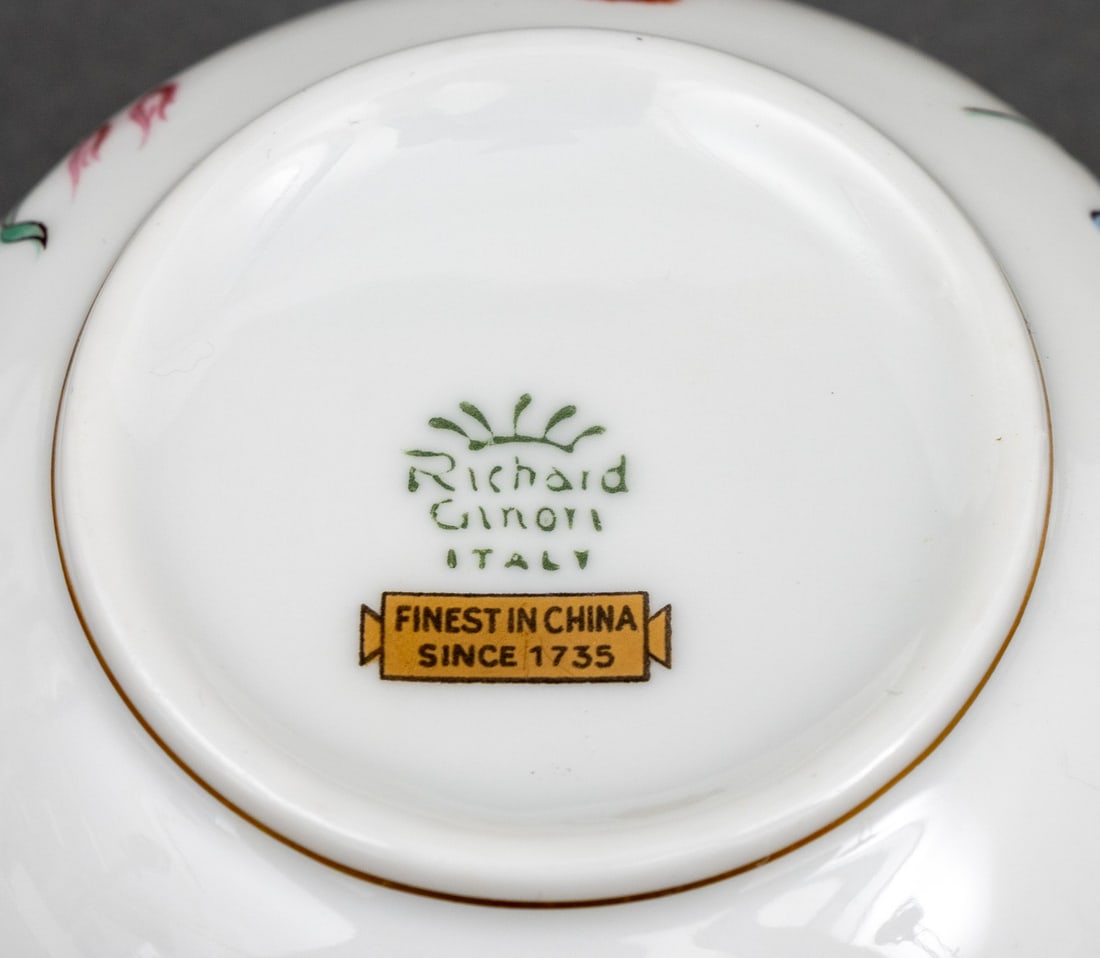 Richard
Ginori
ITALY
FINEST IN CHINA
SINCE 1735